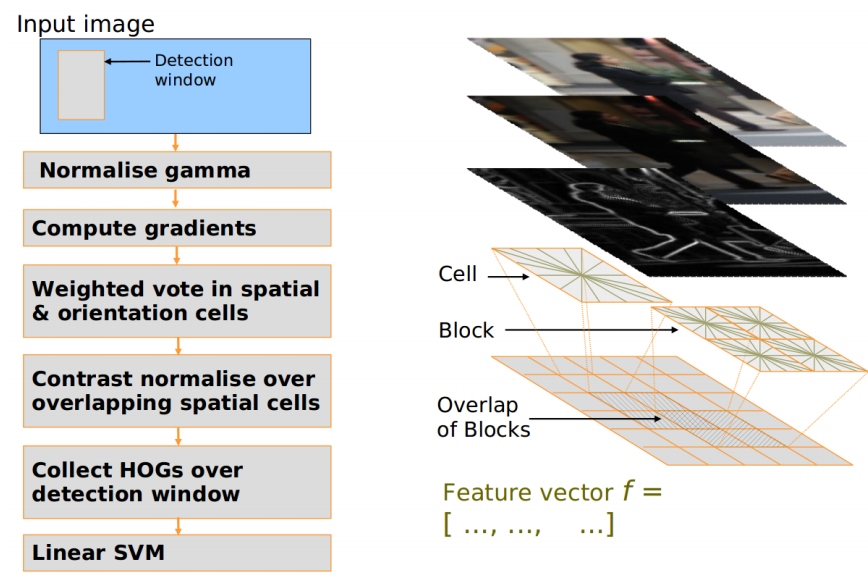 Input image
Detection
window
Normalise gamma
Compute gradients
Weighted vote in spatial
& orientation cells
Contrast normalise over
overlapping spatial cells
Collect HOGs over
detection window
Linear SVM
Cell
Block
Overlap
of Blocks
Feature vector f =
[ ..., ...,    ...]